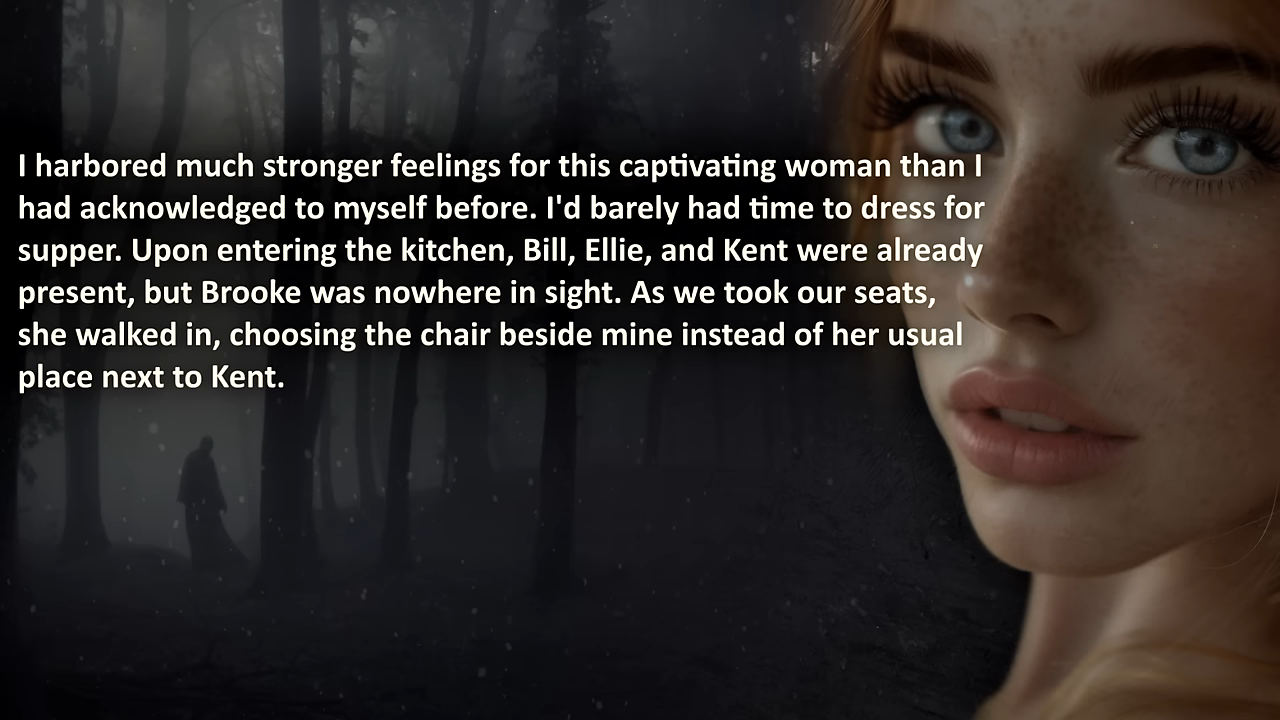 I harbored much stronger feelings for this captivating woman than I
had acknowledged to myself before. I'd barely had time to dress for
supper. Upon entering the kitchen, Bill, Ellie, and Kent were already
present, but Brooke was nowhere in sight. As we took our seats,
she walked in, choosing the chair beside mine instead of her usual
place next to Kent.